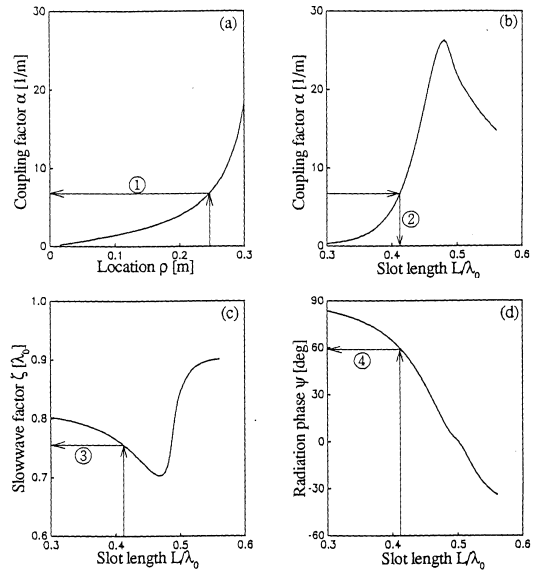 (a)
Coupling factor α [1/m]
30
20
10
0
①
0 0.1 0.2 0.3
Location ρ [m]
(b)
Coupling factor α [1/m]
30
20
10
0
②
0.3 0.4 0.5 0.6
Slot length L/λ₀
(c)
Slowwave factor ζ [λ₀]
1.0
0.9
0.8
0.7
0.6
③
0.3 0.4 0.5 0.6
Slot length L/λ₀
(d)
Radiation phase ψ [deg]
90
60
30
0
-30
-60
④
0.3 0.4 0.5 0.6
Slot length L/λ₀